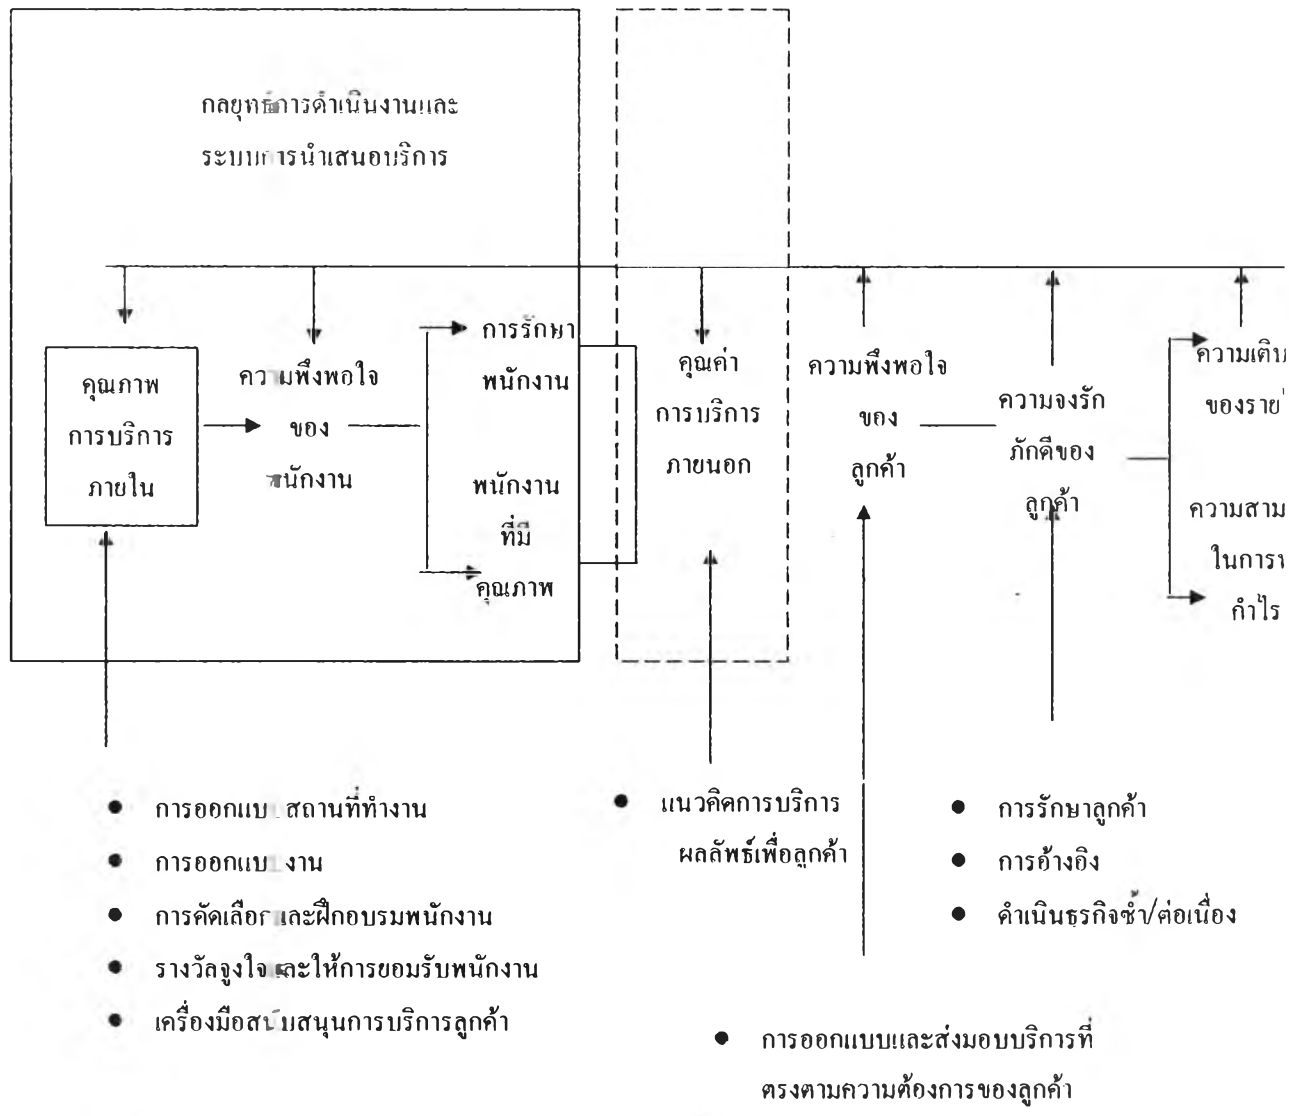 กลยุทธ์การดำเนินงานและ
ระบบการนำเสนอบริการ
คุณภาพ
การบริการ
ภายใน
ความพึงพอใจ
ของ
พนักงาน
การรักษา
พนักงาน
พนักงาน
ที่มี
คุณภาพ
คุณค่า
การบริการ
ภายนอก
ความพึงพอใจ
ของ
ลูกค้า
ความจงรัก
ภักดีของ
ลูกค้า
ความเติบ
ของราย
ความสาม
ในการ
กำไร
● การออกแบบสถานที่ทำงาน
● การออกแบบงาน
● การคัดเลือกและฝึกอบรมพนักงาน
● รางวัลจูงใจและให้การยอมรับพนักงาน
● เครื่องมือสนับสนุนการบริการลูกค้า
● แนวคิดการบริการ
ผลลัพธ์เพื่อลูกค้า
● การรักษาลูกค้า
● การอ้างอิง
● ดำเนินธุรกิจซ้ำ/ต่อเนื่อง
● การออกแบบและส่งมอบบริการที่
ตรงตามความต้องการของลูกค้า